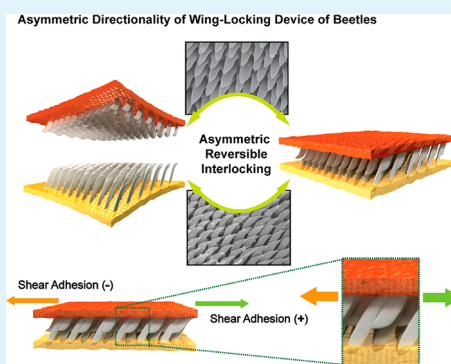 Asymmetric Directionality of Wing-Locking Device of Beetles
Asymmetric
Reversible
Interlocking
Shear Adhesion (-)
Shear Adhesion (+)